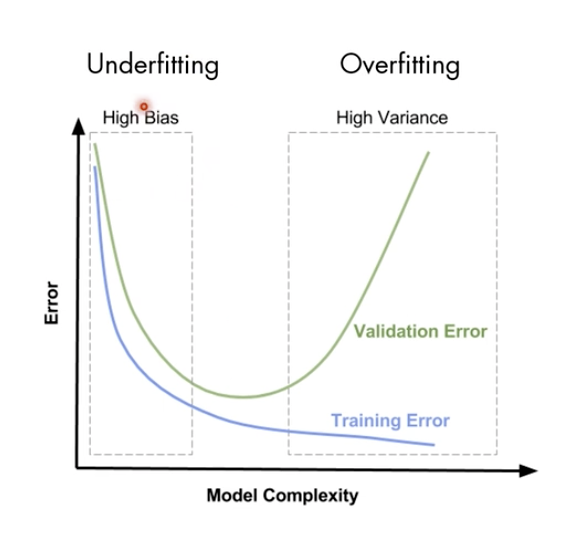 Underfitting
Overfitting
High Bias
High Variance
Error
Validation Error
Training Error
Model Complexity